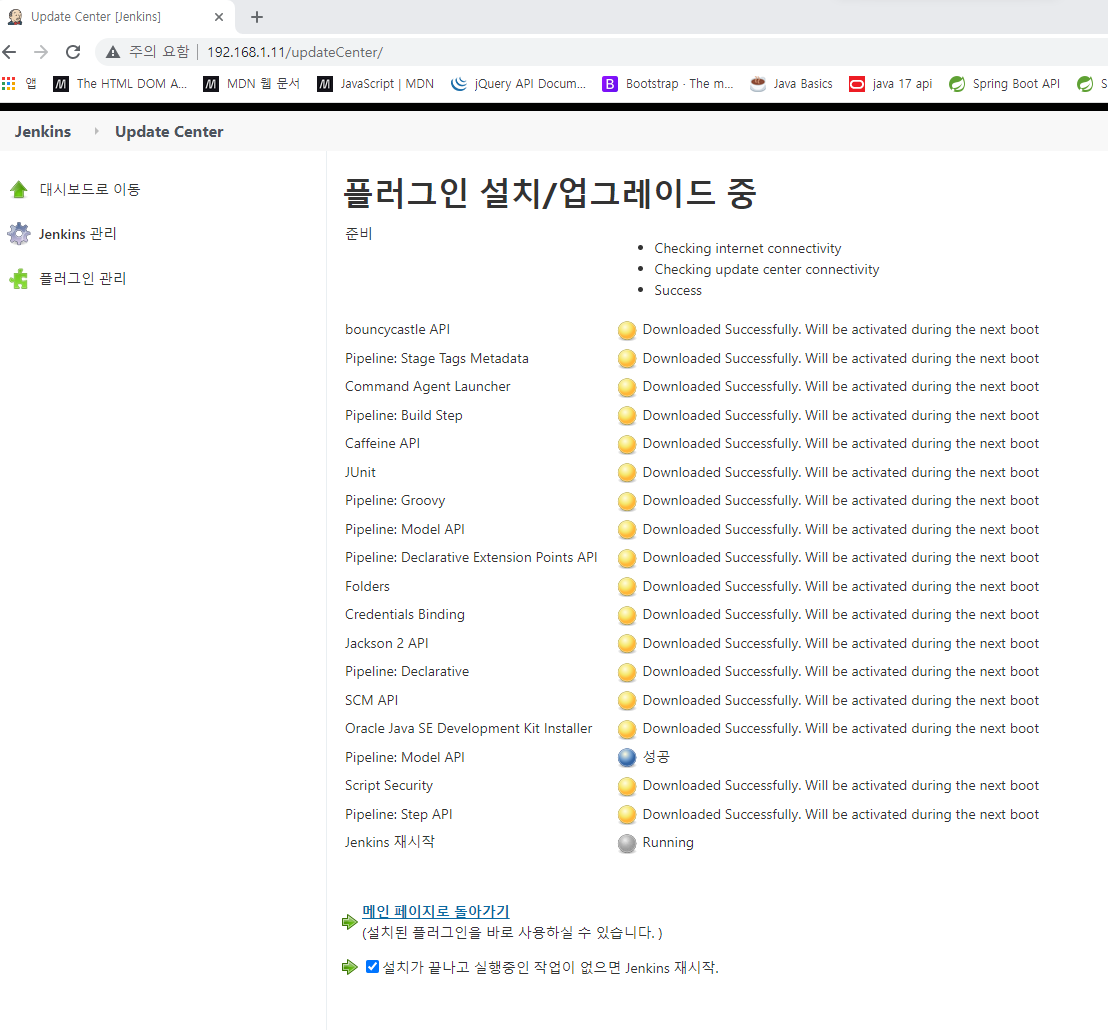 Update Center [Jenkins]
주의 요함 192.168.1.11/updateCenter/
앱 The HTML DOM A... MDN 웹 문서 JavaScript | MDN jQuery API Docum... Bootstrap · The m... Java Basics java 17 api Spring Boot API S
Jenkins Update Center
대시보드로 이동
Jenkins 관리
플러그인 관리
플러그인 설치/업그레이드 중
준비
Checking internet connectivity
Checking update center connectivity
Success
bouncycastle API Downloaded Successfully. Will be activated during the next boot
Pipeline: Stage Tags Metadata Downloaded Successfully. Will be activated during the next boot
Command Agent Launcher Downloaded Successfully. Will be activated during the next boot
Pipeline: Build Step Downloaded Successfully. Will be activated during the next boot
Caffeine API Downloaded Successfully. Will be activated during the next boot
JUnit Downloaded Successfully. Will be activated during the next boot
Pipeline: Groovy Downloaded Successfully. Will be activated during the next boot
Pipeline: Model API Downloaded Successfully. Will be activated during the next boot
Pipeline: Declarative Extension Points API Downloaded Successfully. Will be activated during the next boot
Folders Downloaded Successfully. Will be activated during the next boot
Credentials Binding Downloaded Successfully. Will be activated during the next boot
Jackson 2 API Downloaded Successfully. Will be activated during the next boot
Pipeline: Declarative Downloaded Successfully. Will be activated during the next boot
SCM API Downloaded Successfully. Will be activated during the next boot
Oracle Java SE Development Kit Installer Downloaded Successfully. Will be activated during the next boot
Pipeline: Model API 성공
Script Security Downloaded Successfully. Will be activated during the next boot
Pipeline: Step API Downloaded Successfully. Will be activated during the next boot
Jenkins 재시작 Running
메인 페이지로 돌아가기
(설치된 플러그인을 바로 사용하실 수 있습니다. )
설치가 끝나고 실행중인 작업이 없으면 Jenkins 재시작.